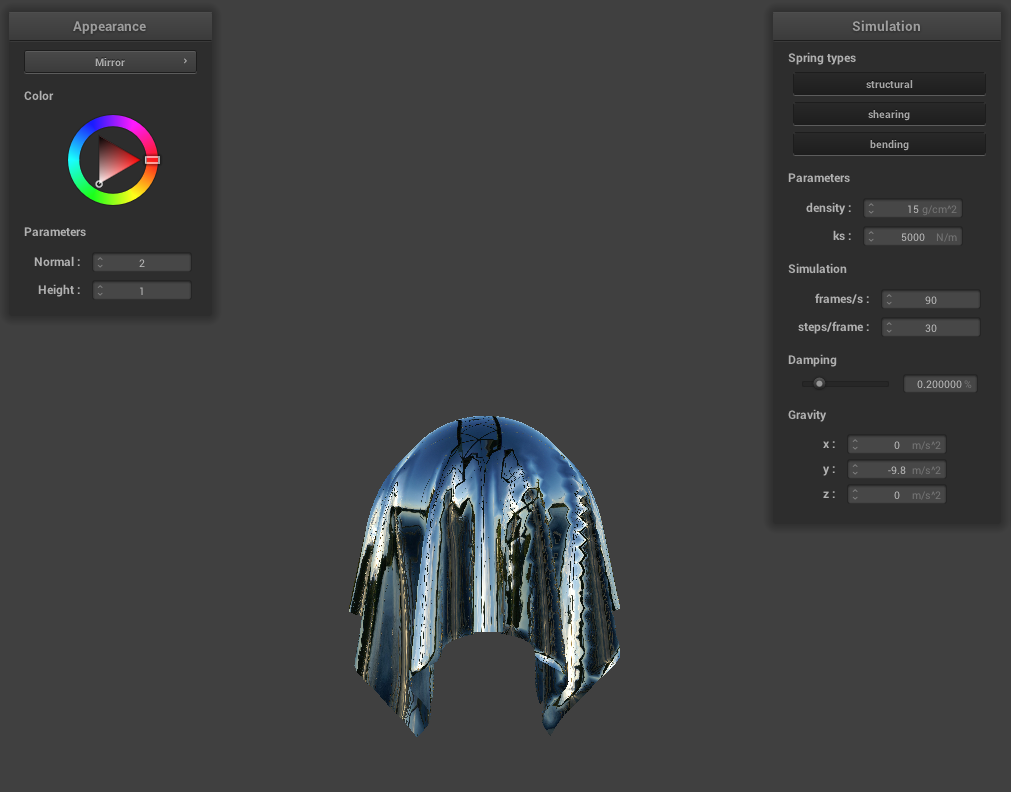 Appearance
Mirror
Color
Parameters
Normal : 2
Height : 1
Simulation
Spring types
structural
shearing
bending
Parameters
density : 15 g/cm^2
ks : 5000 N/m
Simulation
frames/s : 90
steps/frame : 30
Damping
0.200000 %
Gravity
x : 0 m/s^2
y : -9.8 m/s^2
z : 0 m/s^2